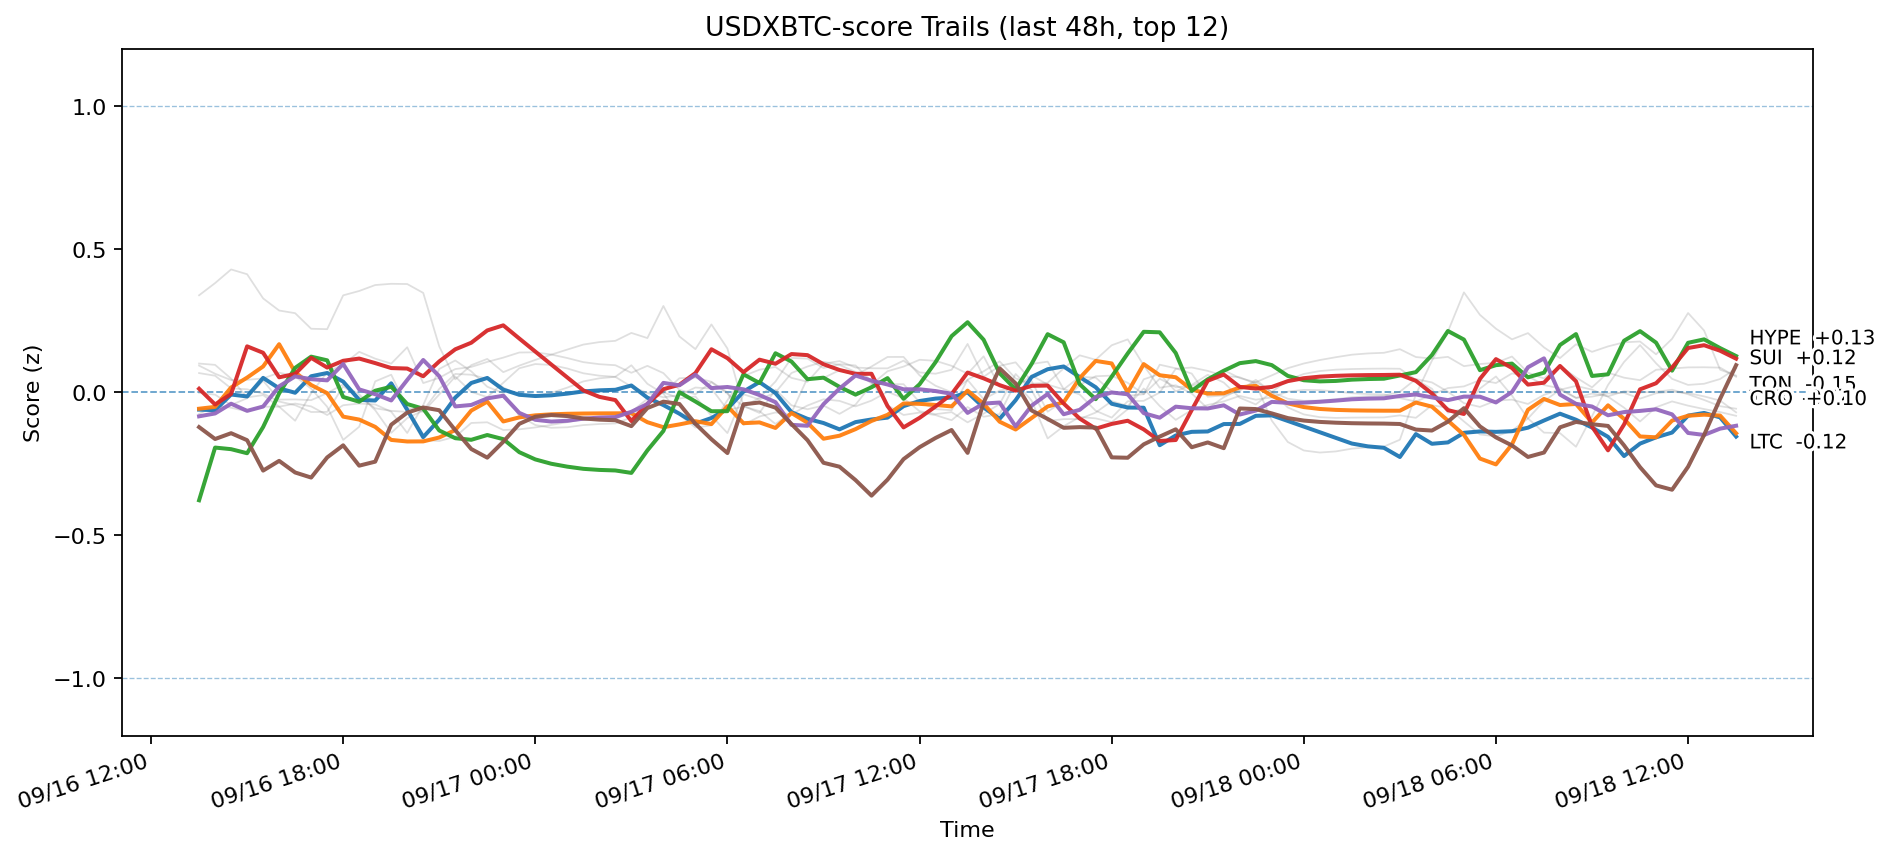 USDXBTC-score Trails (last 48h, top 12)
Score (z)
1.0
0.5
0.0
−0.5
−1.0
HYPE +0.13
SUI +0.12
TON -0.15
CRO +0.10
LTC -0.12
09/16 12:00
09/16 18:00
09/17 00:00
09/17 06:00
09/17 12:00
09/17 18:00
09/18 00:00
09/18 06:00
09/18 12:00
Time